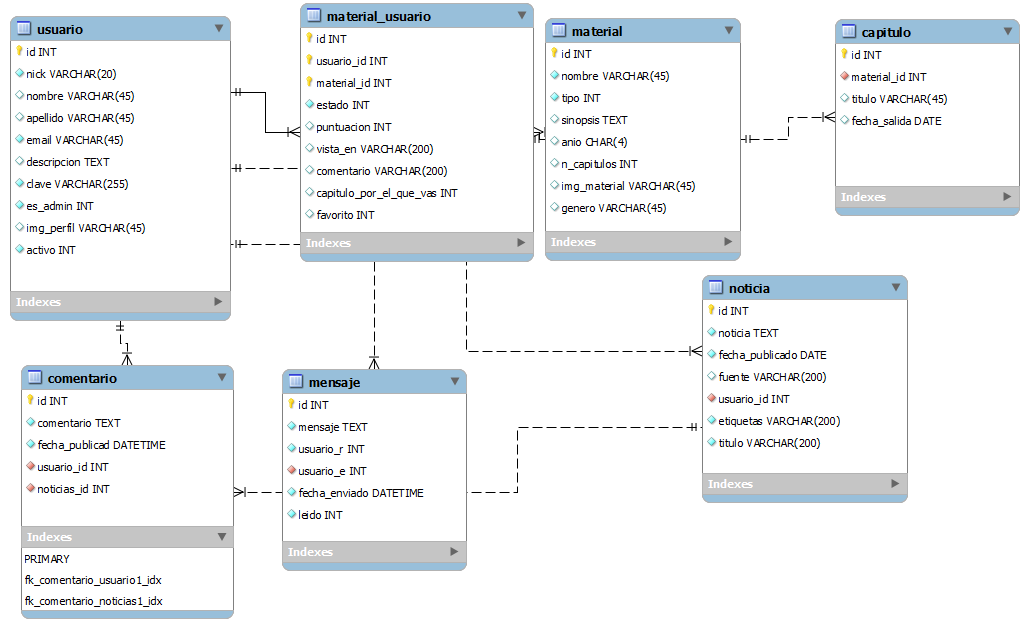 usuario
id INT
nick VARCHAR(20)
nombre VARCHAR(45)
apellido VARCHAR(45)
email VARCHAR(45)
descripcion TEXT
clave VARCHAR(255)
es_admin INT
img_perfil VARCHAR(45)
activo INT
Indexes
material_usuario
id INT
usuario_id INT
material_id INT
estado INT
puntuacion INT
vista_en VARCHAR(200)
comentario VARCHAR(200)
capitulo_por_el_que_vas INT
favorito INT
Indexes
material
id INT
nombre VARCHAR(45)
tipo INT
sinopsis TEXT
anio CHAR(4)
n_capitulos INT
img_material VARCHAR(45)
genero VARCHAR(45)
Indexes
capitulo
id INT
material_id INT
titulo VARCHAR(45)
fecha_salida DATE
Indexes
comentario
id INT
comentario TEXT
fecha_publicad DATETIME
usuario_id INT
noticias_id INT
Indexes
PRIMARY
fk_comentario_usuario1_idx
fk_comentario_noticias1_idx
mensaje
id INT
mensaje TEXT
usuario_r INT
usuario_e INT
fecha_enviado DATETIME
leido INT
Indexes
noticia
id INT
noticia TEXT
fecha_publicado DATE
fuente VARCHAR(200)
usuario_id INT
etiquetas VARCHAR(200)
titulo VARCHAR(200)
Indexes